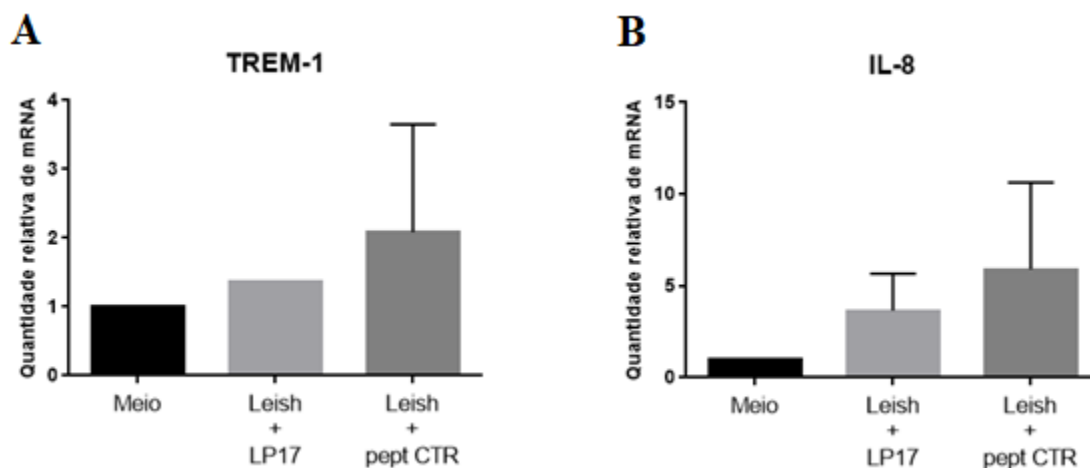 A
TREM-1
Quantidade relativa de mRNA
4
3
2
1
0
Meio
Leish
+
LP17
Leish
+
pept CTR
B
IL-8
Quantidade relativa de mRNA
15
10
5
0
Meio
Leish
+
LP17
Leish
+
pept CTR